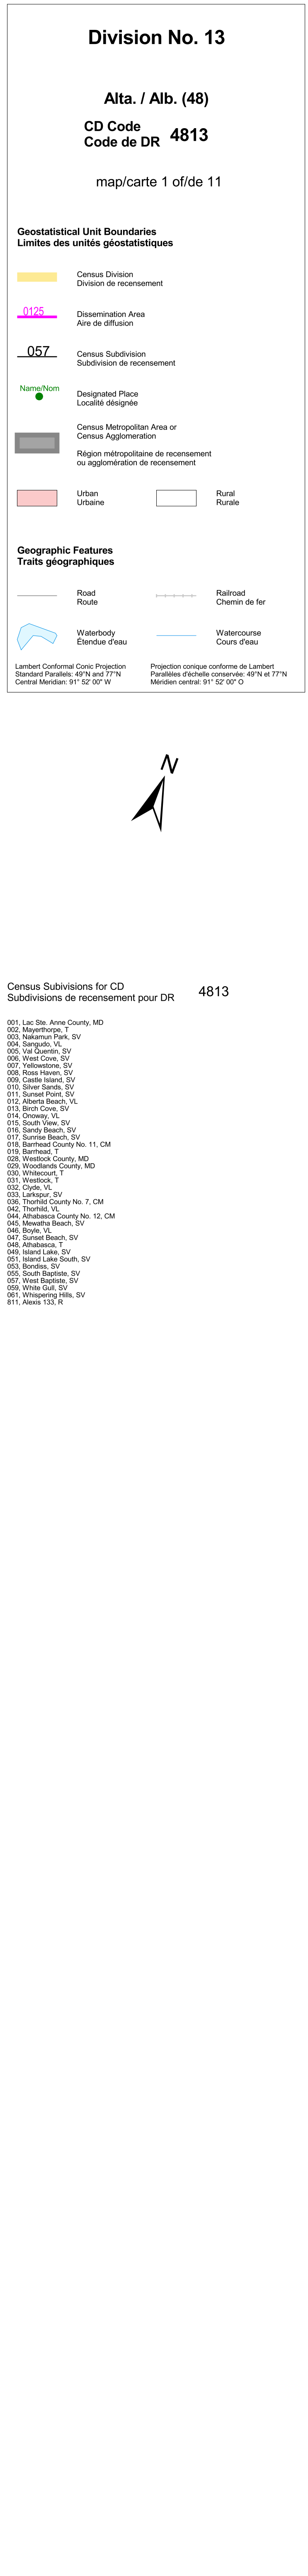 Division No. 13
Alta. / Alb. (48)
CD Code
Code de DR 4813
map/carte 1 of/de 11
Geostatistical Unit Boundaries
Limites des unités géostatistiques
Census Division
Division de recensement
0125
Dissemination Area
Aire de diffusion
057
Census Subdivision
Subdivision de recensement
Name/Nom
Designated Place
Localité désignée
Census Metropolitan Area or
Census Agglomeration
Région métropolitaine de recensement
ou agglomération de recensement
Urban
Urbaine
Rural
Rurale
Geographic Features
Traits géographiques
Road
Route
Railroad
Chemin de fer
Waterbody
Étendue d'eau
Watercourse
Cours d'eau
Lambert Conformal Conic Projection
Standard Parallels: 49°N and 77°N
Central Meridian: 91° 52' 00" W
Projection conique conforme de Lambert
Parallèles d'échelle conservée: 49°N et 77°N
Méridien central: 91° 52' 00" O
N
Census Subivisions for CD
Subdivisions de recensement pour DR 4813
001, Lac Ste. Anne County, MD
002, Mayerthorpe, T
003, Nakamun Park, SV
004, Sangudo, VL
005, Val Quentin, SV
006, West Cove, SV
007, Yellowstone, SV
008, Ross Haven, SV
009, Castle Island, SV
010, Silver Sands, SV
011, Sunset Point, SV
012, Alberta Beach, VL
013, Birch Cove, SV
014, Onoway, VL
015, South View, SV
016, Sandy Beach, SV
017, Sunrise Beach, SV
018, Barrhead County No. 11, CM
019, Barrhead, T
028, Westlock County, MD
029, Woodlands County, MD
030, Whitecourt, T
031, Westlock, T
032, Clyde, VL
033, Larkspur, SV
036, Thorhild County No. 7, CM
042, Thorhild, VL
044, Athabasca County No. 12, CM
045, Mewatha Beach, SV
046, Boyle, VL
047, Sunset Beach, SV
048, Athabasca, T
049, Island Lake, SV
051, Island Lake South, SV
053, Bondiss, SV
055, South Baptiste, SV
057, West Baptiste, SV
059, White Gull, SV
061, Whispering Hills, SV
811, Alexis 133, R